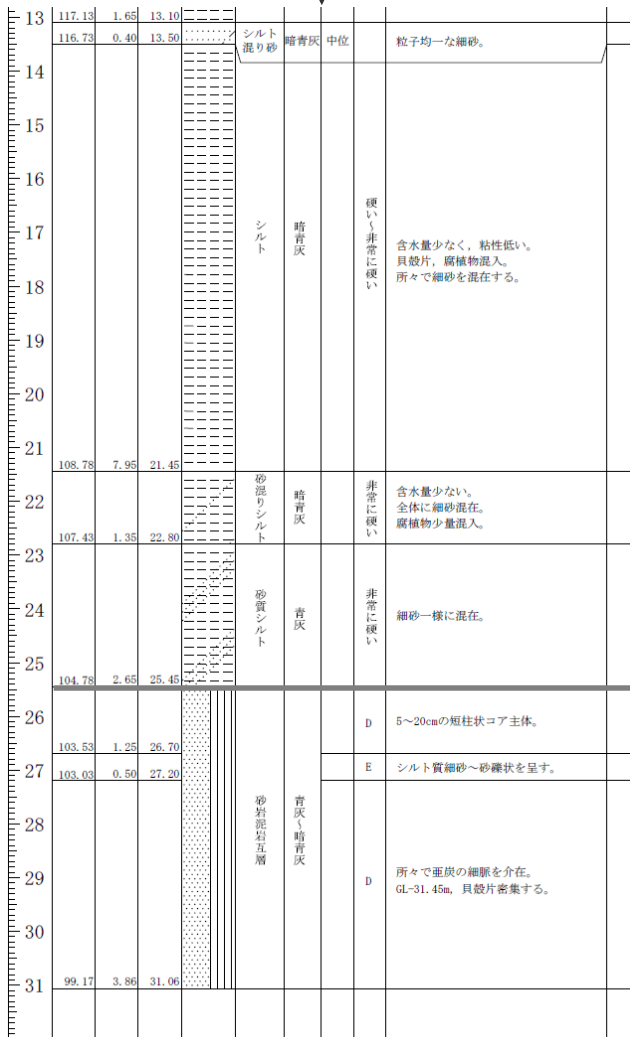 13
117.13 1.65 13.10
116.73 0.40 13.50 シルト混り砂 暗青灰 中位 粒子均一な細砂。
14
15
16
17
18
19
20
21
シルト 暗青灰 硬い~非常に硬い
含水量少なく，粘性低い。
貝殻片，腐植物混入。
所々で細砂を混在する。
108.78 7.95 21.45
22
砂混りシルト 暗青灰 非常に硬い
含水量少ない。
全体に細砂混在。
腐植物少量混入。
107.43 1.35 22.80
23
24
25
砂質シルト 青灰 非常に硬い 細砂一様に混在。
104.78 2.65 25.45
26
D 5～20cmの短柱状コア主体。
103.53 1.25 26.70
27
E シルト質細砂～砂礫状を呈す。
103.03 0.50 27.20
28
砂岩泥岩互層 青灰~暗青灰
29
D
所々で亜炭の細脈を介在。
GL-31.45m, 貝殻片密集する。
30
31
99.17 3.86 31.06